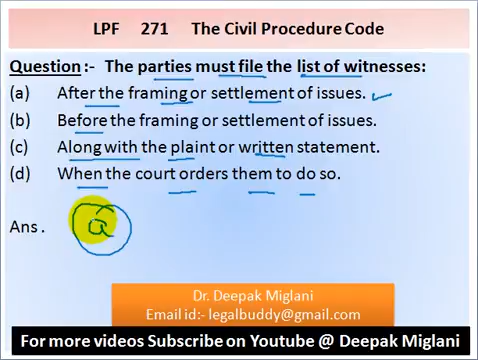 LPF 271 The Civil Procedure Code
Question :- The parties must file the list of witnesses:
(a) After the framing or settlement of issues.
(b) Before the framing or settlement of issues.
(c) Along with the plaint or written statement.
(d) When the court orders them to do so.
Ans . a
Dr. Deepak Miglani
Email id:- legalbuddy@gmail.com
For more videos Subscribe on Youtube @ Deepak Miglani